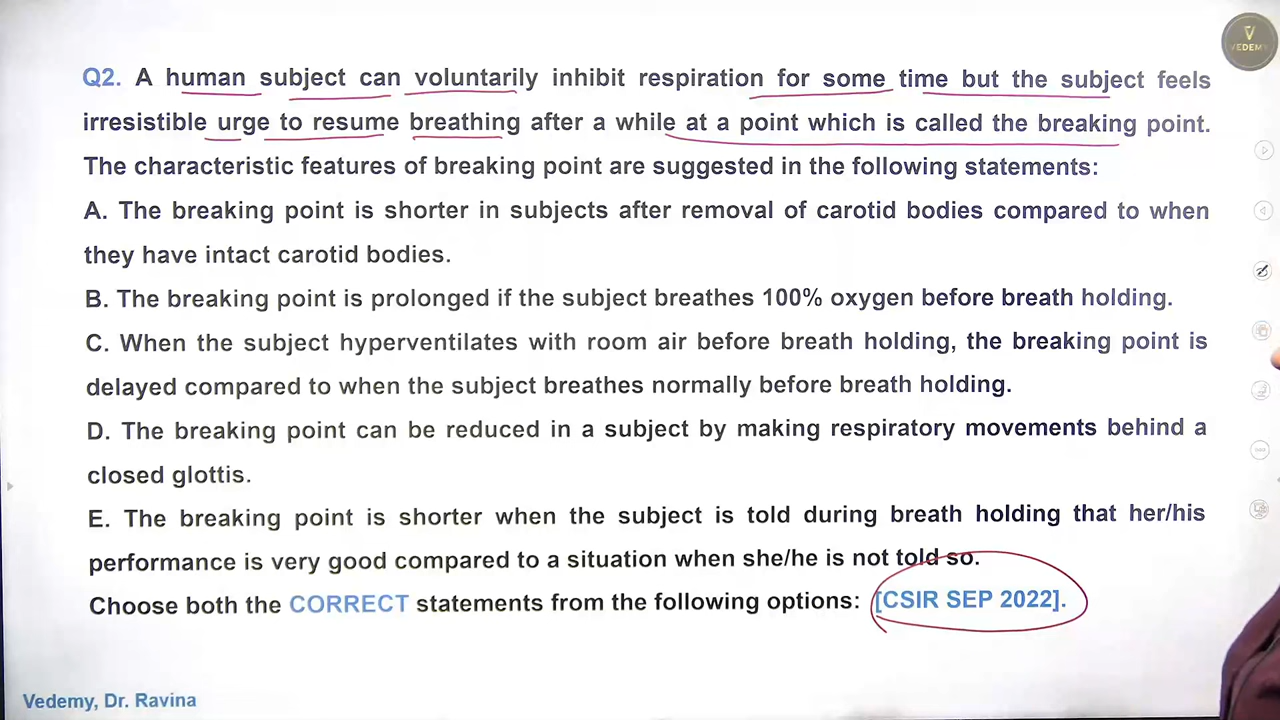 V
VEDEMY
Q2. A human subject can voluntarily inhibit respiration for some time but the subject feels
irresistible urge to resume breathing after a while at a point which is called the breaking point.
The characteristic features of breaking point are suggested in the following statements:
A. The breaking point is shorter in subjects after removal of carotid bodies compared to when
they have intact carotid bodies.
B. The breaking point is prolonged if the subject breathes 100% oxygen before breath holding.
C. When the subject hyperventilates with room air before breath holding, the breaking point is
delayed compared to when the subject breathes normally before breath holding.
D. The breaking point can be reduced in a subject by making respiratory movements behind a
closed glottis.
E. The breaking point is shorter when the subject is told during breath holding that her/his
performance is very good compared to a situation when she/he is not told so.
Choose both the CORRECT statements from the following options: [CSIR SEP 2022].
Vedemy, Dr. Ravina